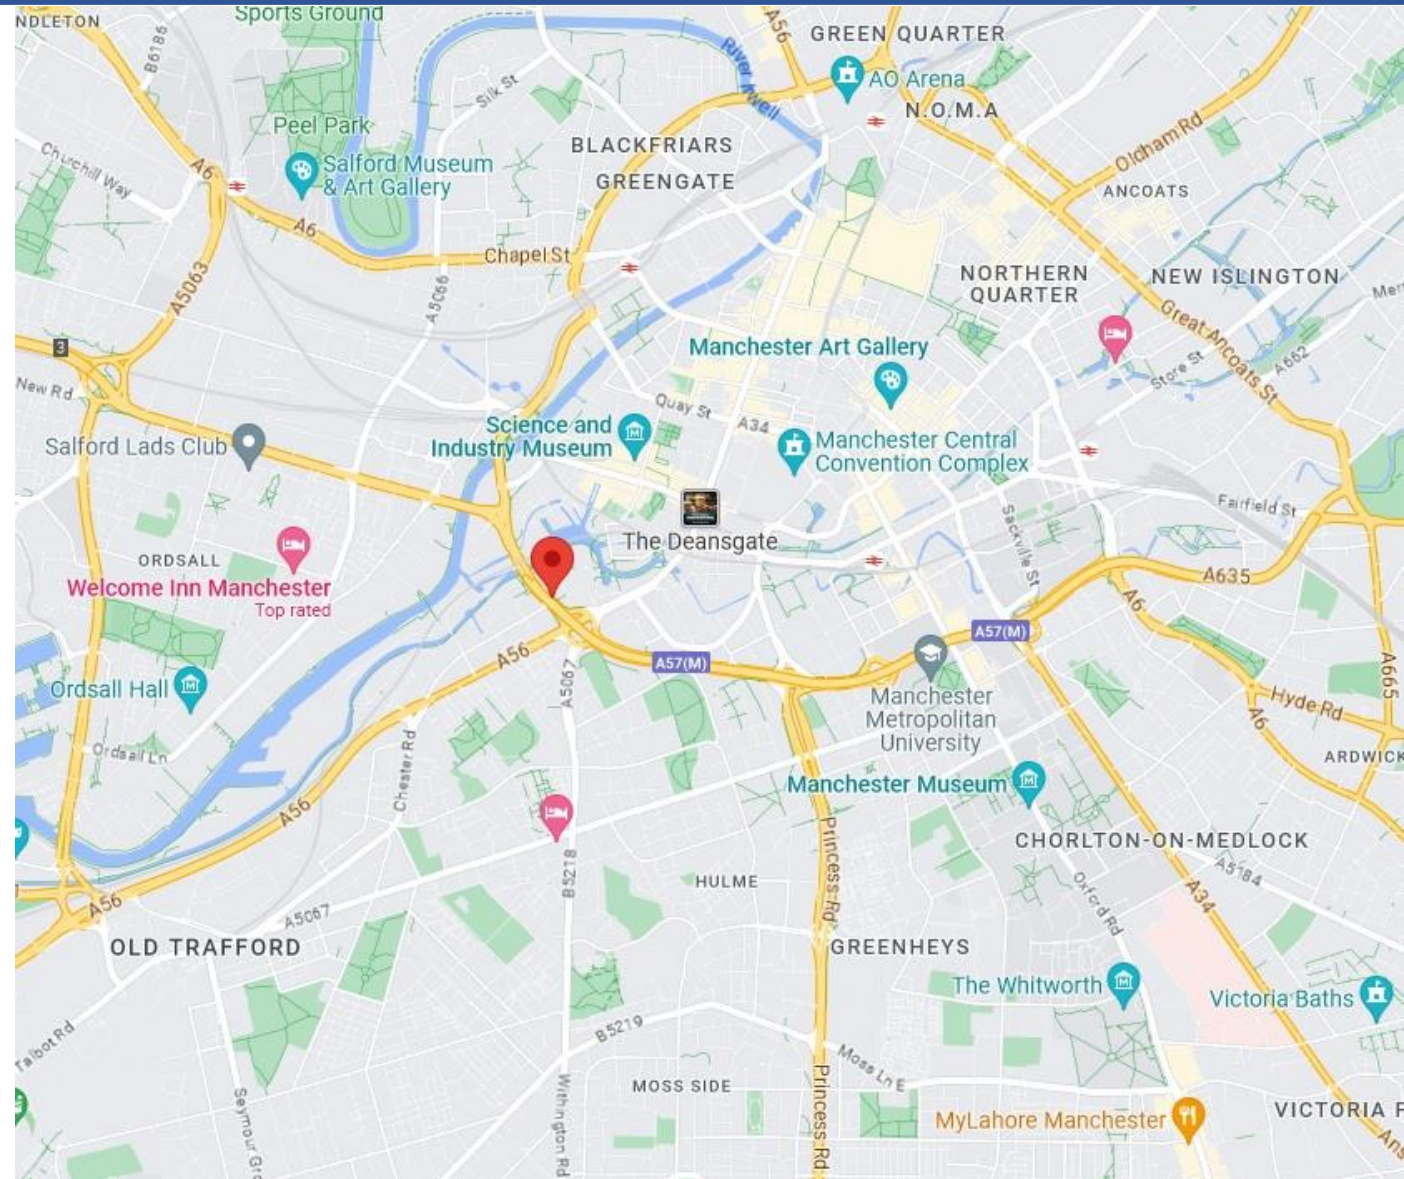 NDLETON
Sports Ground
B6186
A56
GREEN QUARTER
AO Arena
N.O.M.A
River Irwell
Silk St
Oldham Rd
Peel Park
Churchill Way
A6
Salford Museum
& Art Gallery
BLACKFRIARS
GREENGATE
ANCOATS
A6
Chapel St
A5063
A5066
NORTHERN
QUARTER
NEW ISLINGTON
Mer
Great Ancoats St
3
Manchester Art Gallery
Store St
A662
New Rd
Quay St
A34
Science and
Industry Museum
Salford Lads Club
Manchester Central
Convention Complex
Fairfield St
Sackville St
The Deansgate
ORDSALL
Welcome Inn Manchester
Top rated
A635
A6
A57(M)
A56
A57(M)
A5067
A665
Ordsall Hall
Manchester
Metropolitan
University
Hyde Rd
A6
Ordsall Ln
Chester Rd
ARDWICK
Manchester Museum
A56
Princess Rd
CHORLTON-ON-MEDLOCK
B5218
A5184
HULME
Oxford Rd
A34
A56
A5067
OLD TRAFFORD
GREENHEYS
The Whitworth
Victoria Baths
Talbot Rd
B5219
Moss Ln E
MOSS SIDE
Seymour Gr
Withington Rd
Princess Rd
MyLahore Manchester
VICTORIA P
Ans